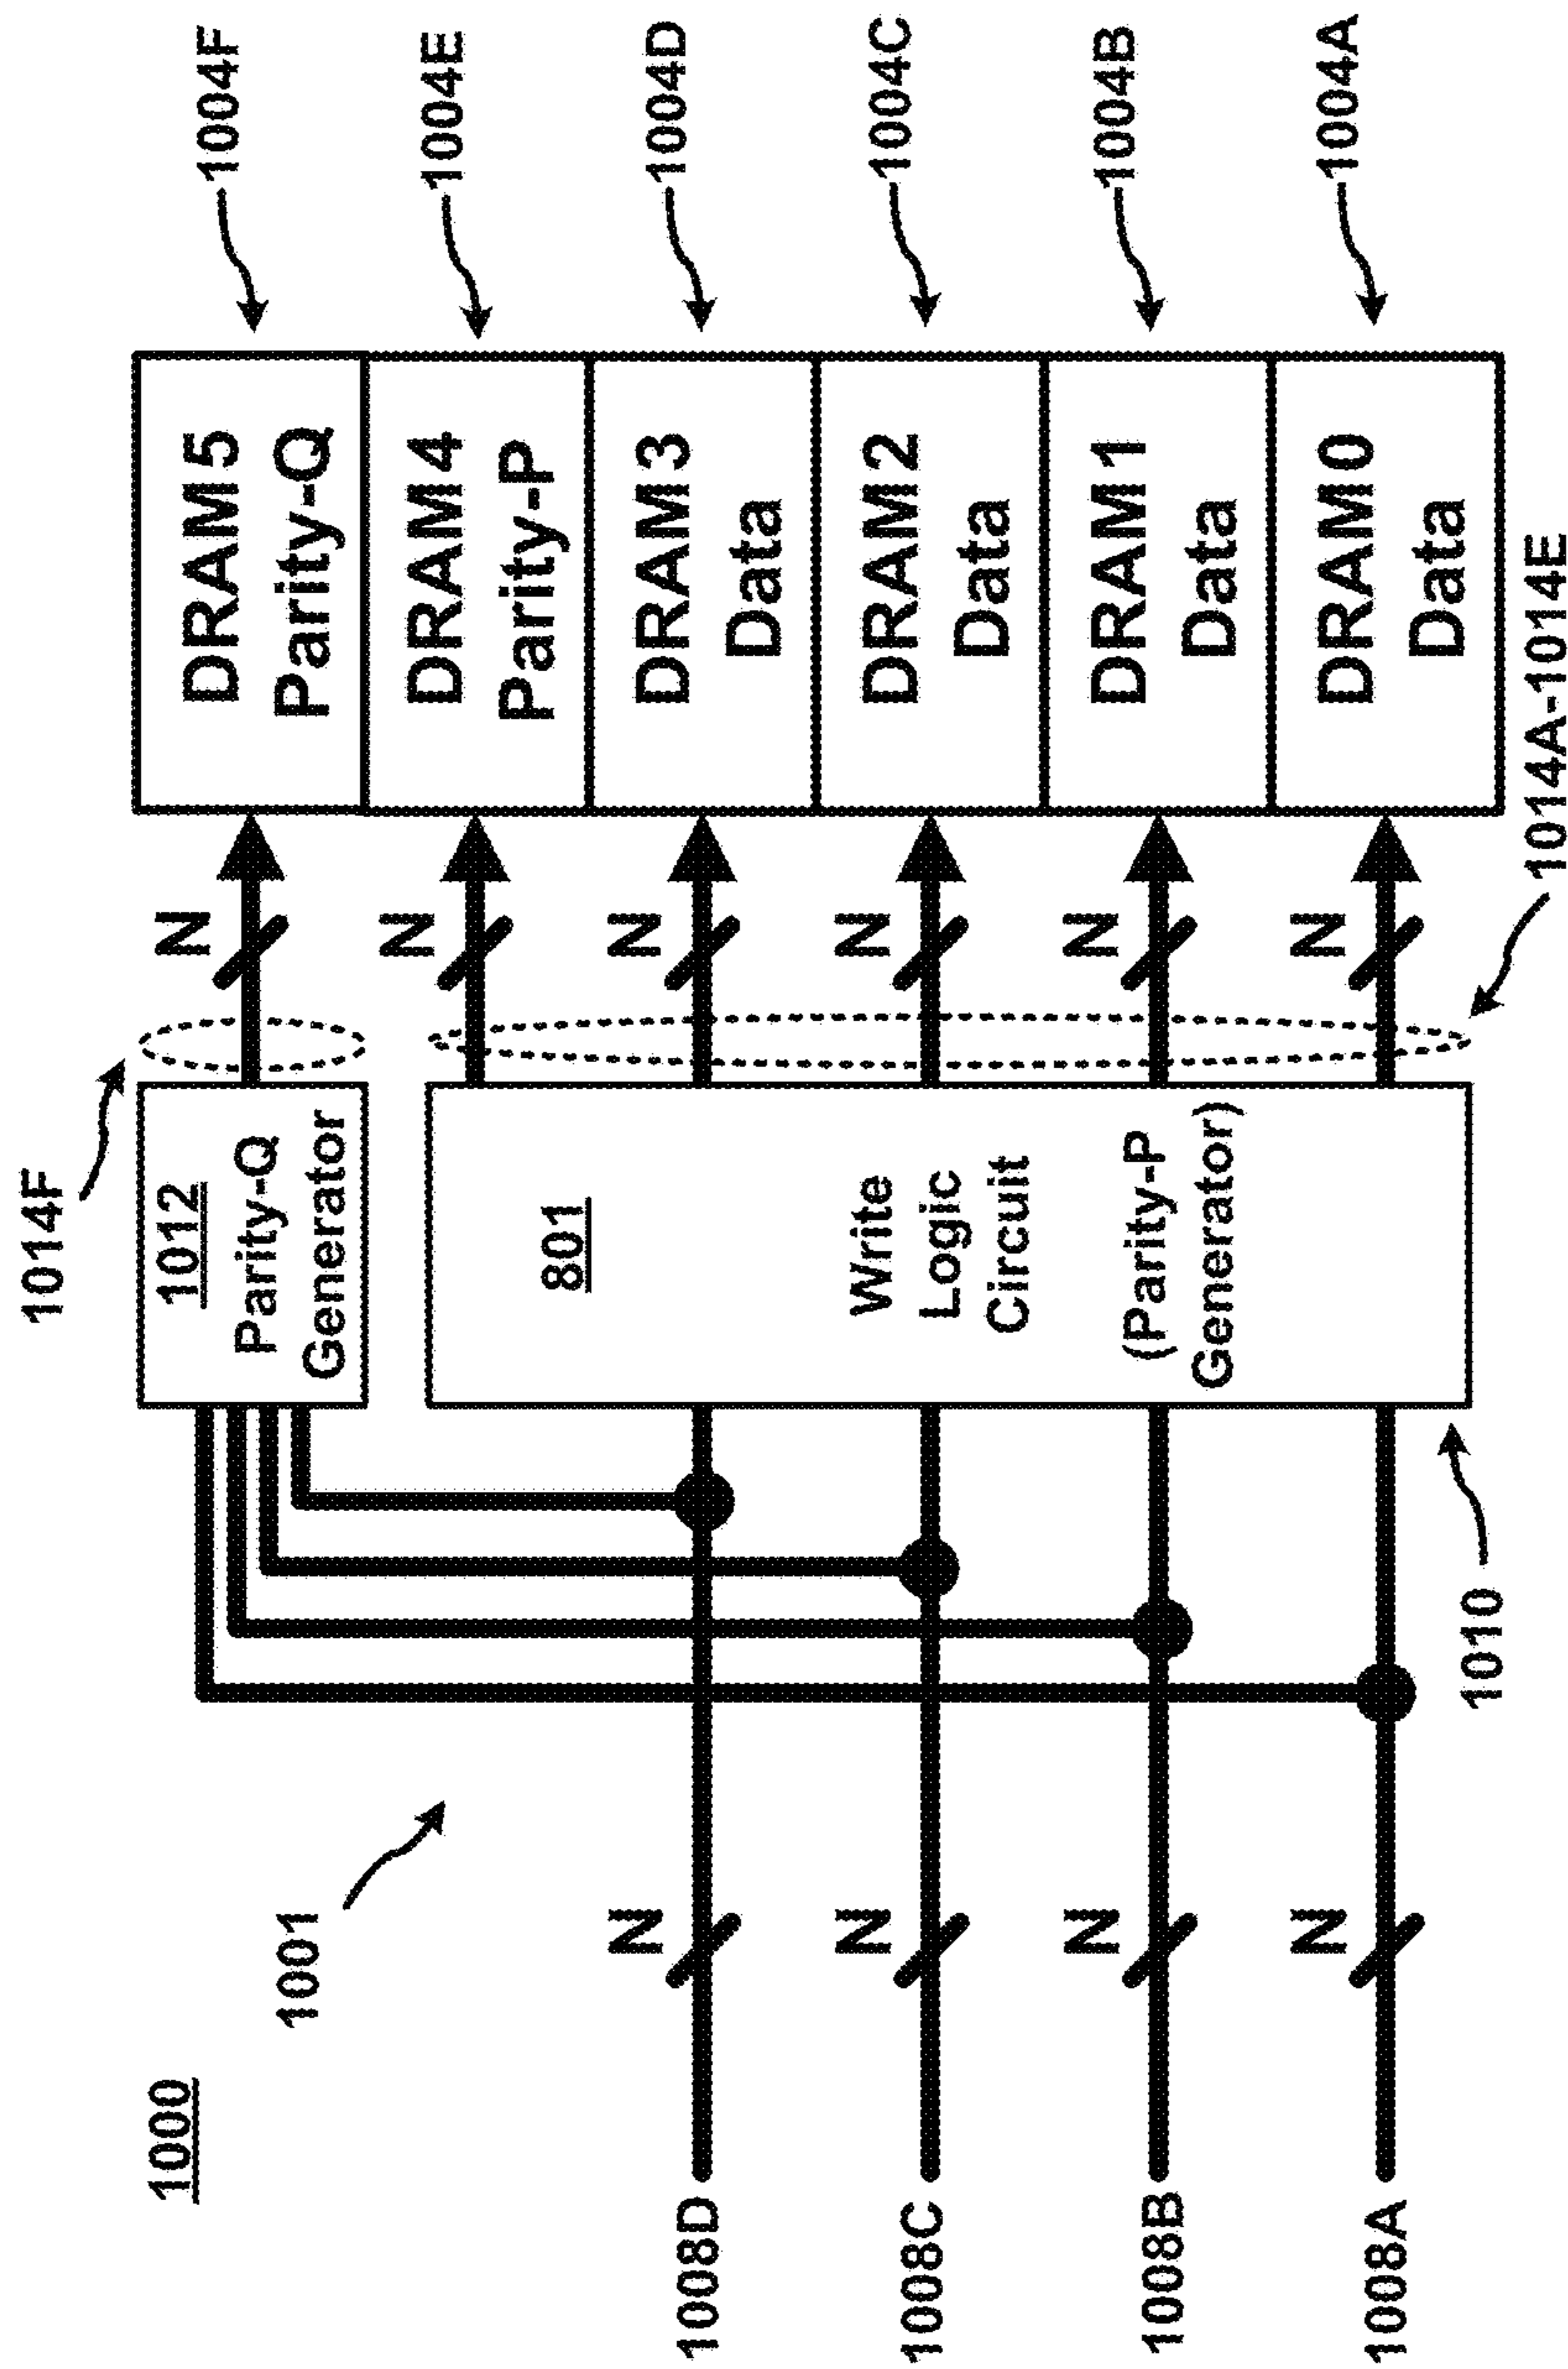 1000
1001
1014F
1012
Parity-Q
Generator
N
DRAM5
Parity-Q
1004F
N
DRAM4
Parity-P
1004E
1008D
N
N
DRAM3
Data
1004D
1008C
N
N
DRAM2
Data
1004C
1008B
N
N
DRAM1
Data
1004B
1008A
N
N
DRAM0
Data
1004A
801
Write
Logic
Circuit
(Parity-P
Generator)
1010
1014A-1014E